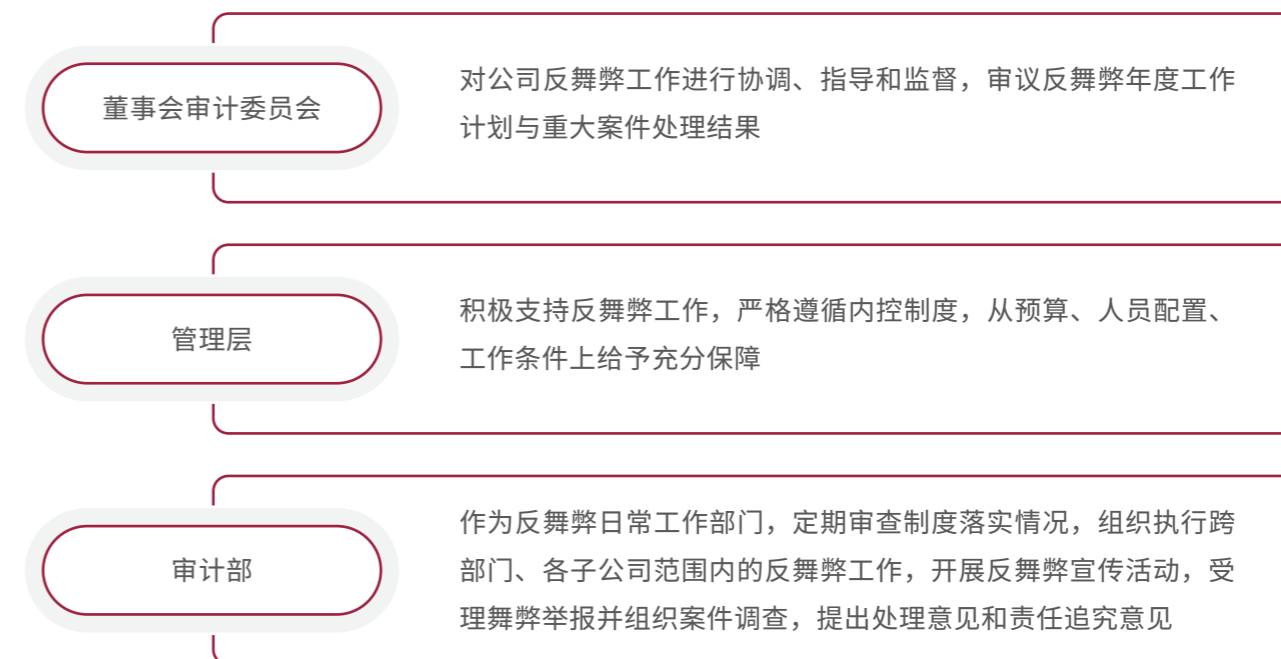 董事会审计委员会
对公司反舞弊工作进行协调、指导和监督，审议反舞弊年度工作
计划与重大案件处理结果
管理层
积极支持反舞弊工作，严格遵循内控制度，从预算、人员配置、
工作条件上给予充分保障
审计部
作为反舞弊日常工作部门，定期审查制度落实情况，组织执行跨
部门、各子公司范围内的反舞弊工作，开展反舞弊宣传活动，受
理舞弊举报并组织案件调查，提出处理意见和责任追究意见